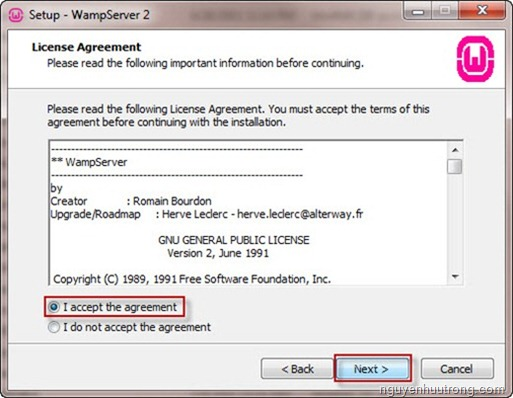 Setup - WampServer 2
License Agreement
Please read the following important information before continuing.
Please read the following License Agreement. You must accept the terms of this
agreement before continuing with the installation.
------------------------------------------------------------
** WampServer
------------------------------------------------------------
by
Creator : Romain Bourdon
Upgrade/Roadmap : Herve Leclerc - herve.leclerc@alterway.fr
GNU GENERAL PUBLIC LICENSE
Version 2, June 1991
Copyright (C) 1989, 1991 Free Software Foundation, Inc.
I accept the agreement
I do not accept the agreement
< Back Next > Cancel
nguyenhuutrong.com